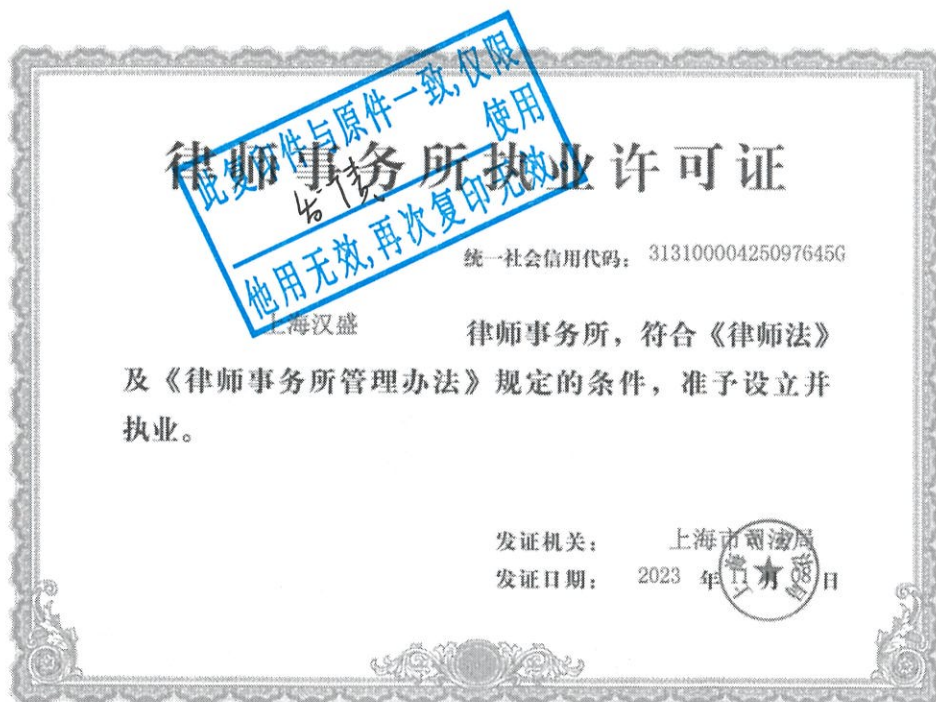 律师事务所执业许可证
此复印件与原件一致,仅限
使用
他用无效,再次复印无效。
统一社会信用代码: 31310000425097645G
上海汉盛 律师事务所,符合《律师法》
及《律师事务所管理办法》规定的条件,准予设立并
执业。
发证机关: 上海市司法局
发证日期: 2023 年 11 月 08 日